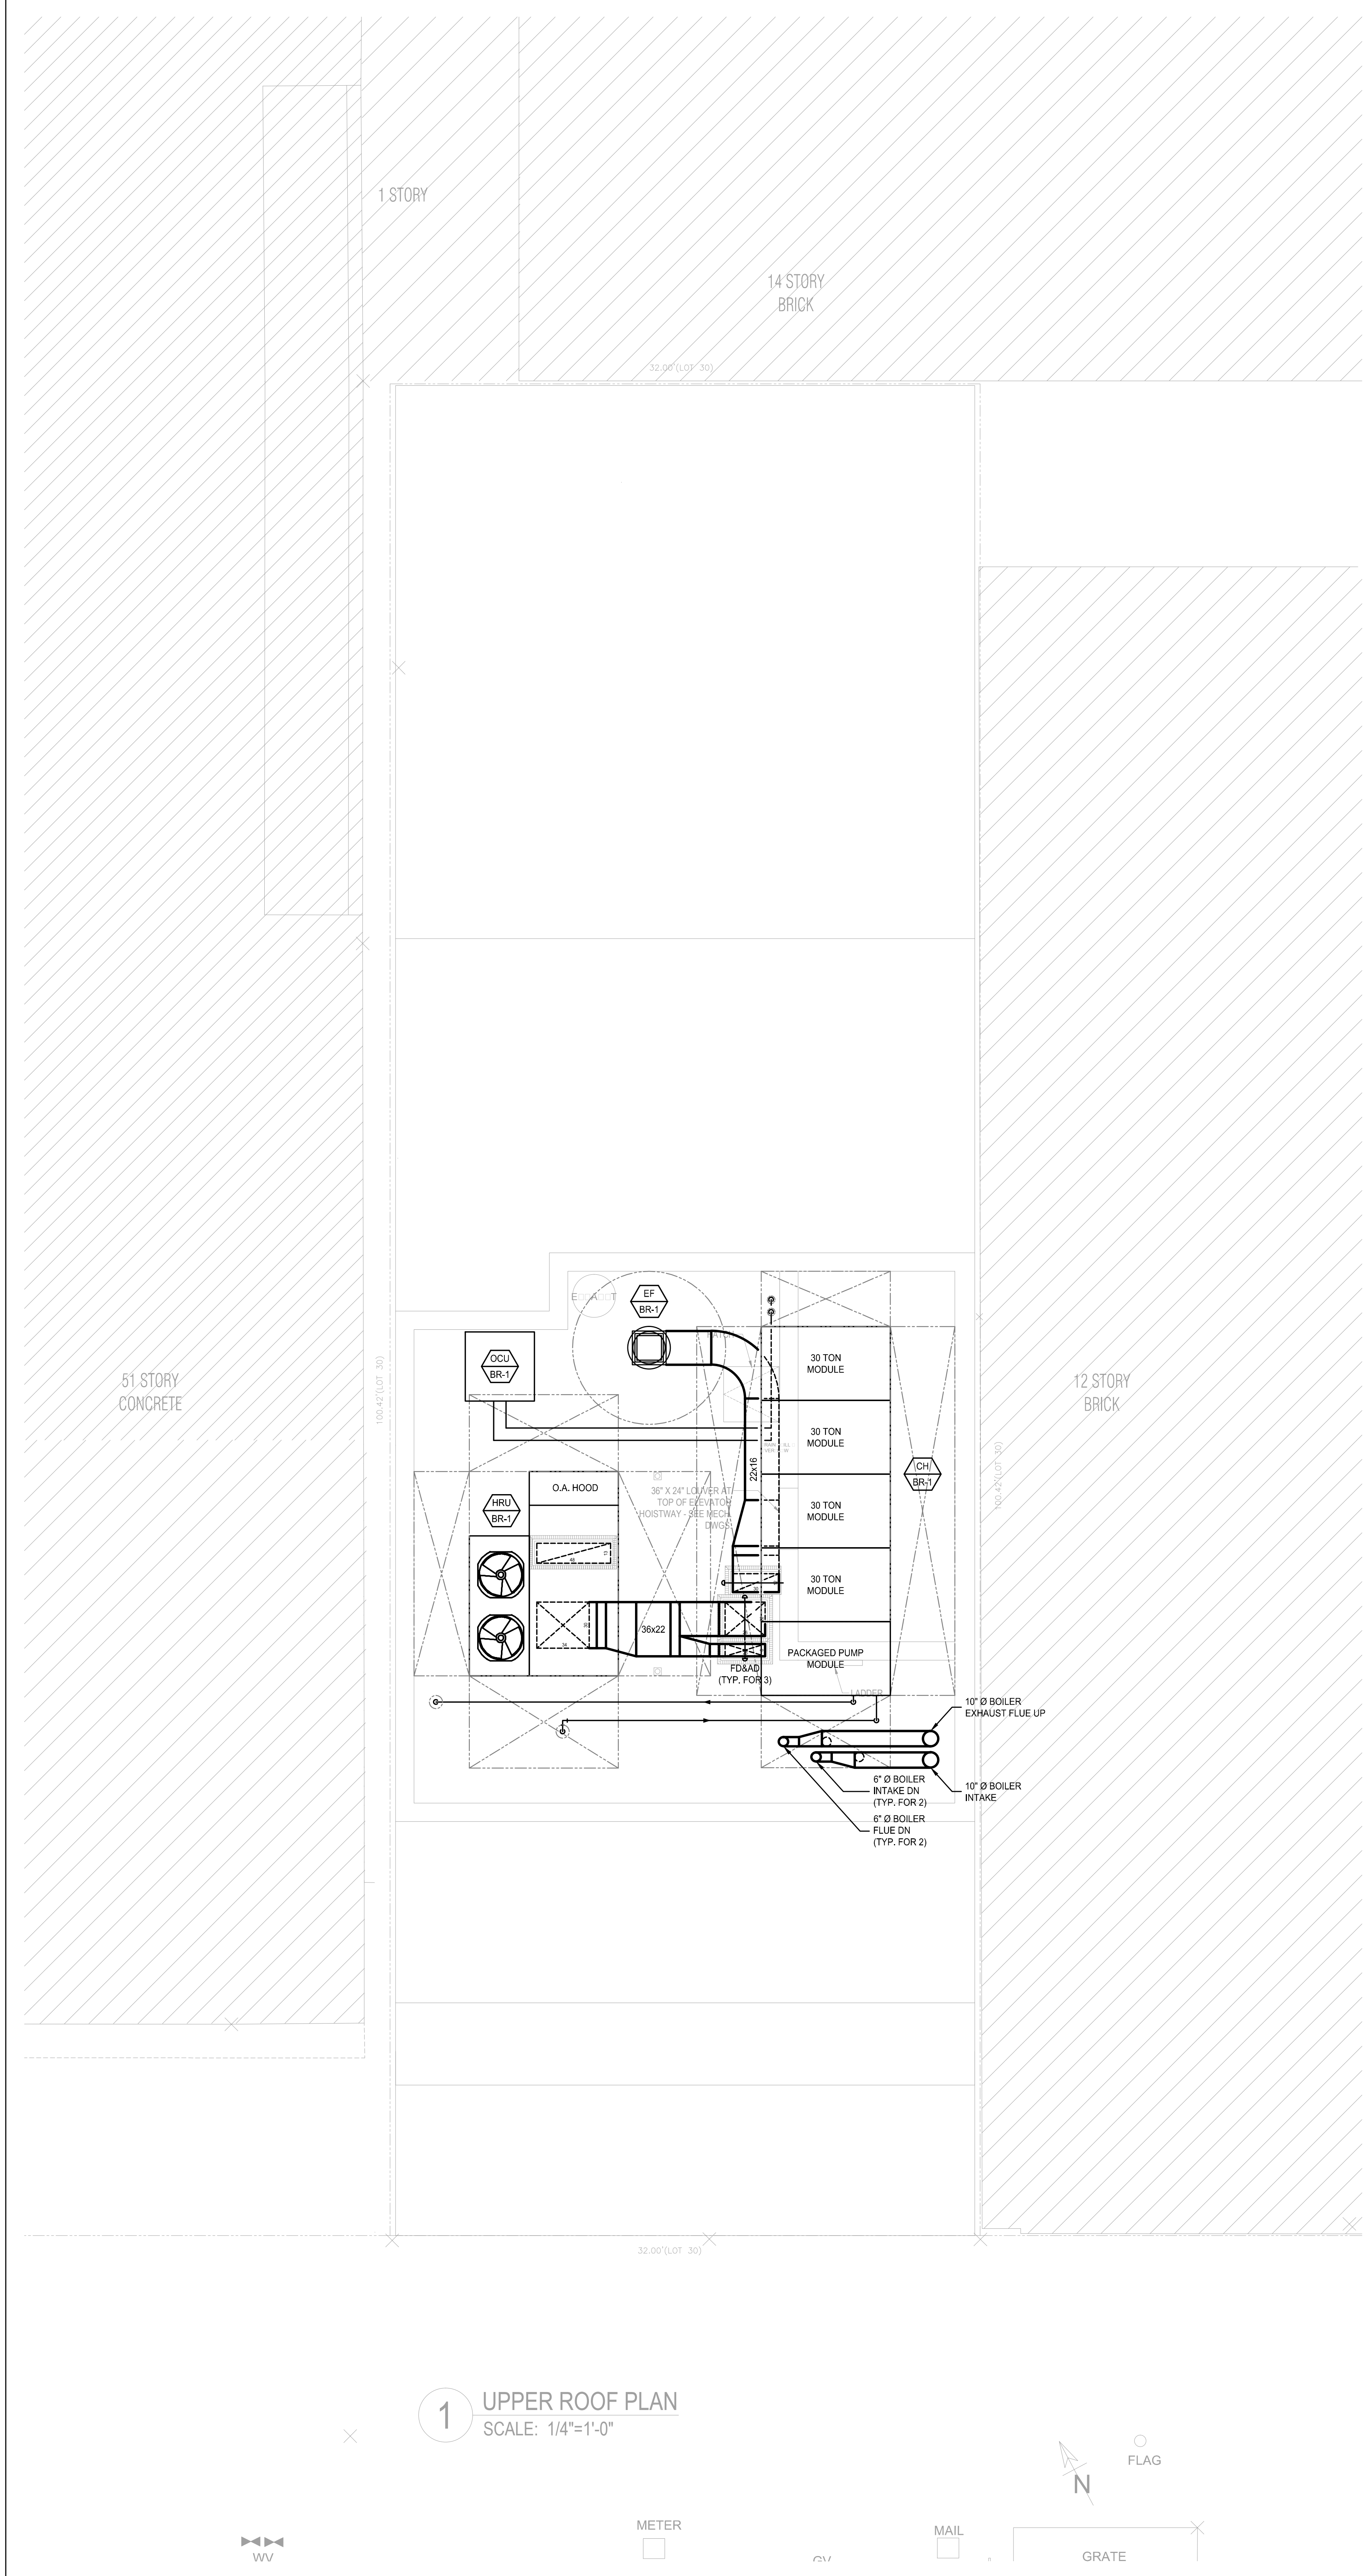 1 STORY
14 STORY
BRICK
32.00'(LOT 30)
EF
BR-1
OCU
BR-1
30 TON
MODULE
51 STORY
CONCRETE
100.42'(LOT 30)
12 STORY
BRICK
30 TON
MODULE
100.42'(LOT 30)
CH
BR-1
22x16
O.A. HOOD
HRU
BR-1
36" X 24" LOUVER AT
TOP OF ELEVATOR
HOISTWAY - SEE MECH.
DWGS.
30 TON
MODULE
48
30 TON
MODULE
36x22
34
PACKAGED PUMP
MODULE
FD&AD
(TYP. FOR 3)
LADDER
10" Ø BOILER
EXHAUST FLUE UP
6" Ø BOILER
INTAKE DN
(TYP. FOR 2)
10" Ø BOILER
INTAKE
6" Ø BOILER
FLUE DN
(TYP. FOR 2)
32.00'(LOT 30)
1
UPPER ROOF PLAN
SCALE: 1/4"=1'-0"
N
FLAG
METER
MAIL
WV
GV
GRATE